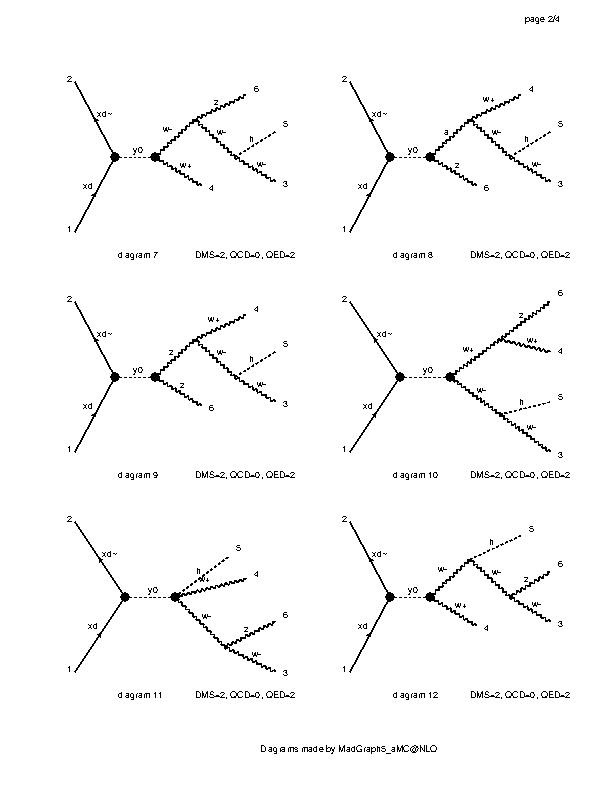 page 2/4
2 6
z
xd~ w- 5
y0 w- h
xd w+ w-
4 3
1
diagram 7 DMS=2, QCD=0, QED=2
2 4
w+
xd~ a 5
y0 w- h
xd z w-
6 3
1
diagram 8 DMS=2, QCD=0, QED=2
2 4
w+
xd~ z 5
y0 w- h
xd z w-
6 3
1
diagram 9 DMS=2, QCD=0, QED=2
2 6
z
xd~ w+ w+ 4
y0
w- h 5
xd w-
1 3
diagram 10 DMS=2, QCD=0, QED=2
2
xd~ h 5
w+ 4
y0
w- z 6
xd w-
1 3
diagram 11 DMS=2, QCD=0, QED=2
2 5
h
xd~ w- 6
y0 w- z
xd w+ w-
4 3
1
diagram 12 DMS=2, QCD=0, QED=2
Diagrams made by MadGraph5_aMC@NLO